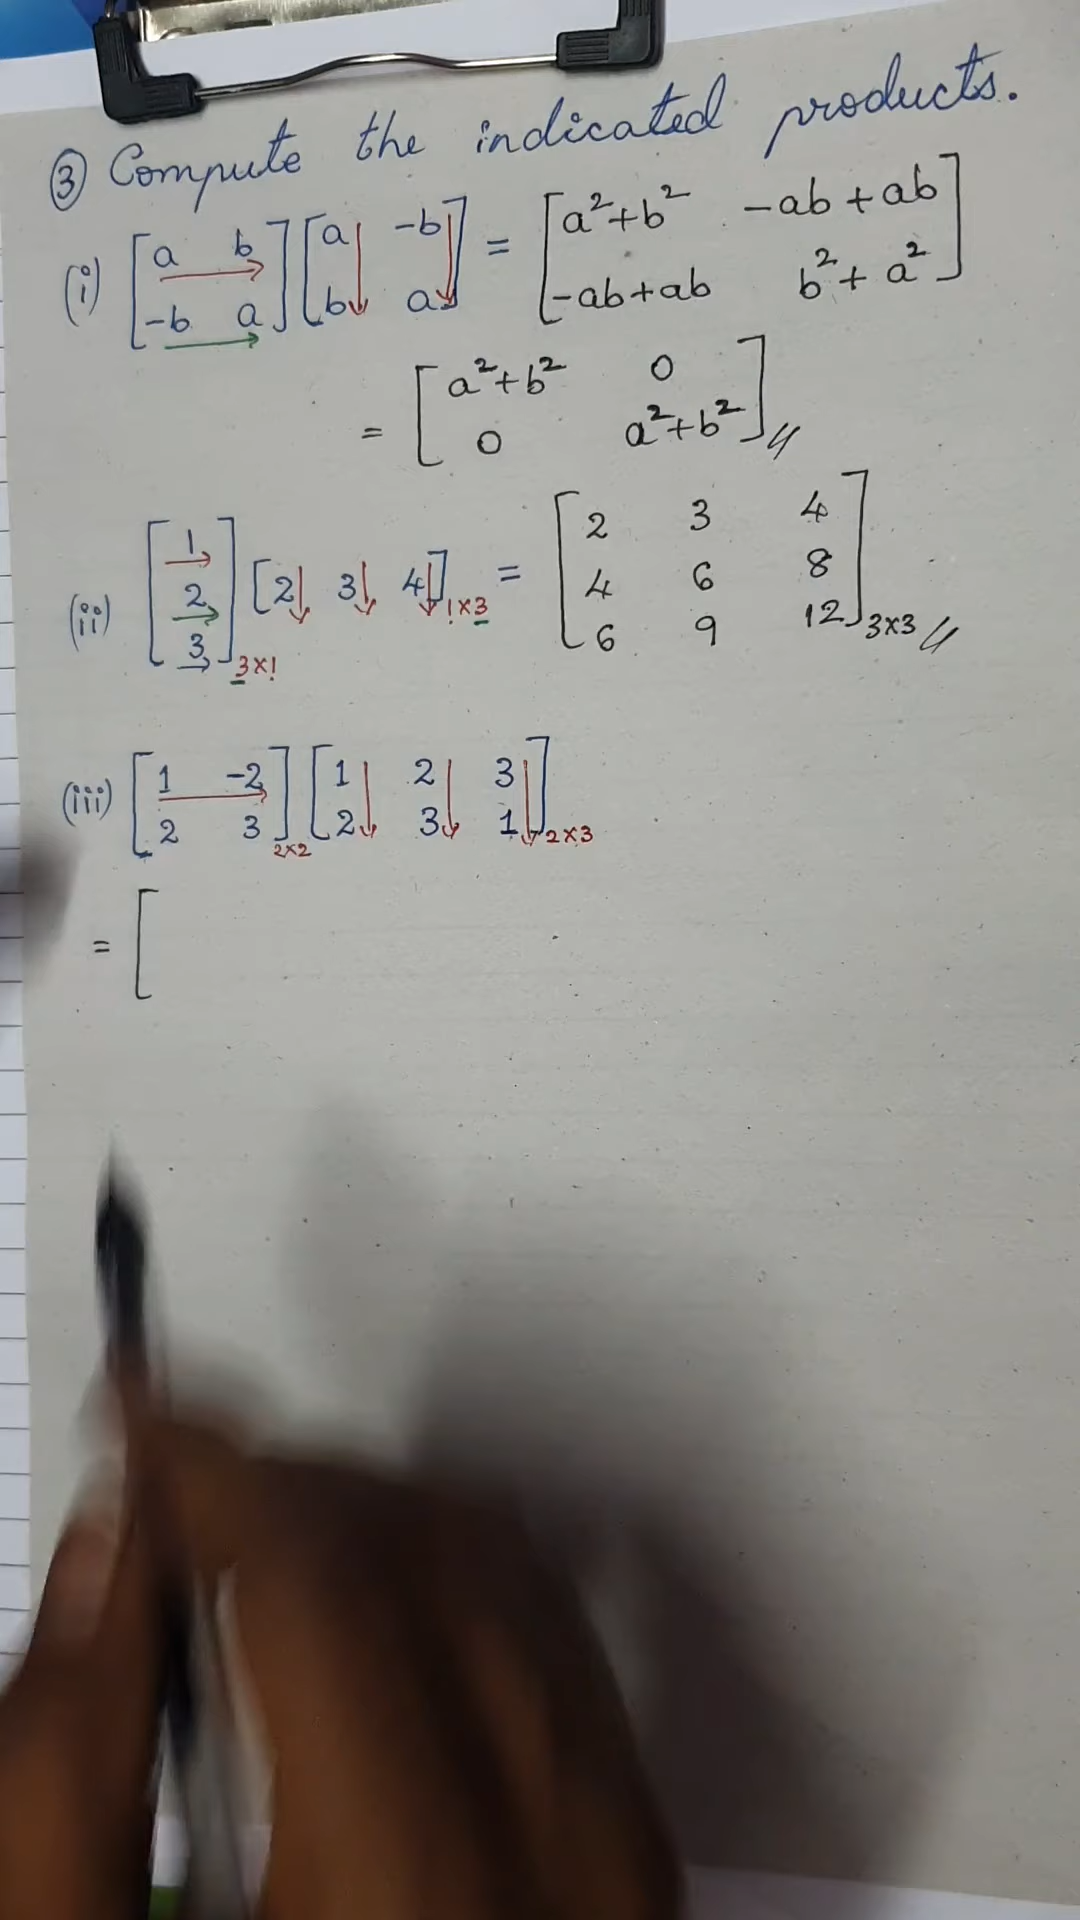 ③ Compute the indicated products.
(i) [a b -b a] [a -b b a] = [a²+b² -ab+ab -ab+ab b²+a²]
= [a²+b² 0 0 a²+b²]
(ii) [1 2 3]3×1 [2 3 4]1×3 = [2 3 4 4 6 8 6 9 12]3×3
(iii) [1 -2 2 3]2×2 [1 2 3 2 3 1]2×3
= [